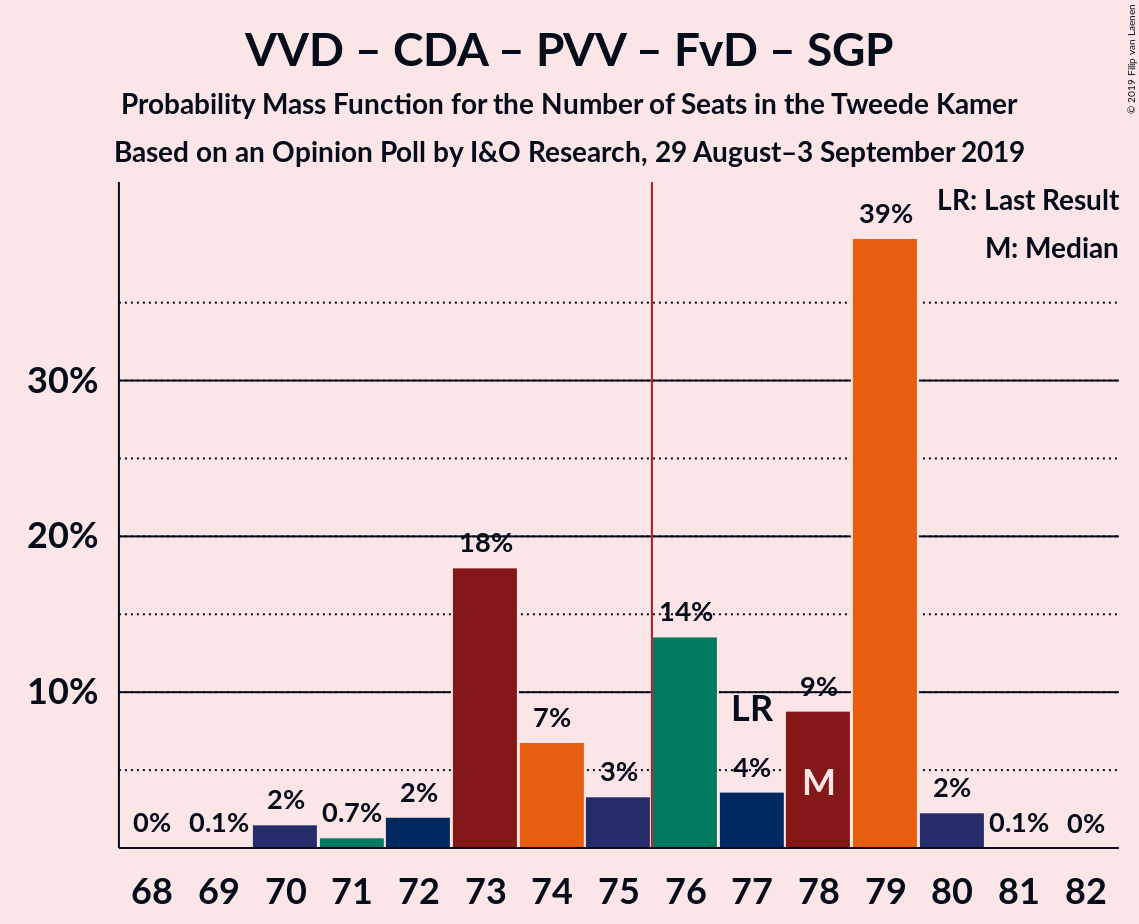 VVD – CDA – PVV – FvD – SGP
Probability Mass Function for the Number of Seats in the Tweede Kamer
Based on an Opinion Poll by I&O Research, 29 August–3 September 2019
© 2019 Filip van Laenen
LR: Last Result
M: Median
30%
20%
10%
0%
0.1%
2%
0.7%
2%
18%
7%
3%
14%
LR
4%
9%
M
39%
2%
0.1%
0%
68 69 70 71 72 73 74 75 76 77 78 79 80 81 82